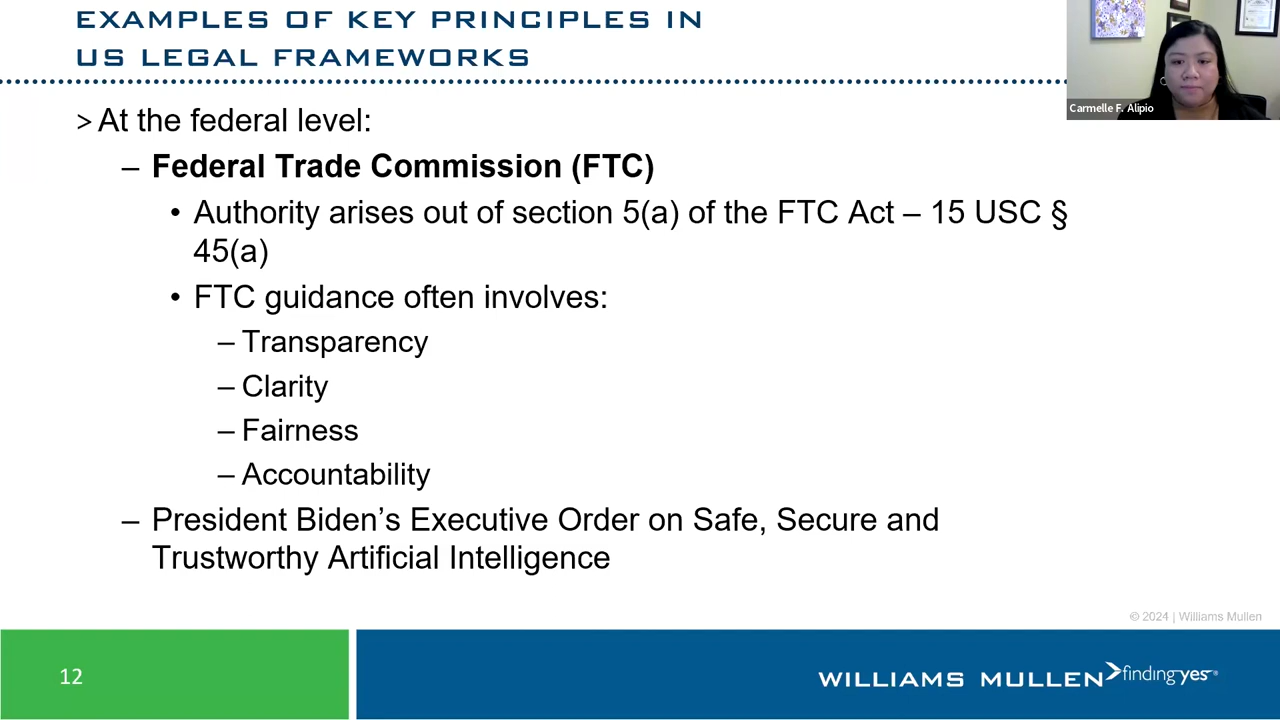 EXAMPLES OF KEY PRINCIPLES IN
US LEGAL FRAMEWORKS
Carmelle F. Alipio
> At the federal level:
– Federal Trade Commission (FTC)
• Authority arises out of section 5(a) of the FTC Act – 15 USC §
45(a)
• FTC guidance often involves:
– Transparency
– Clarity
– Fairness
– Accountability
– President Biden’s Executive Order on Safe, Secure and
Trustworthy Artificial Intelligence
© 2024 | Williams Mullen
12
WILLIAMS MULLEN finding yes®